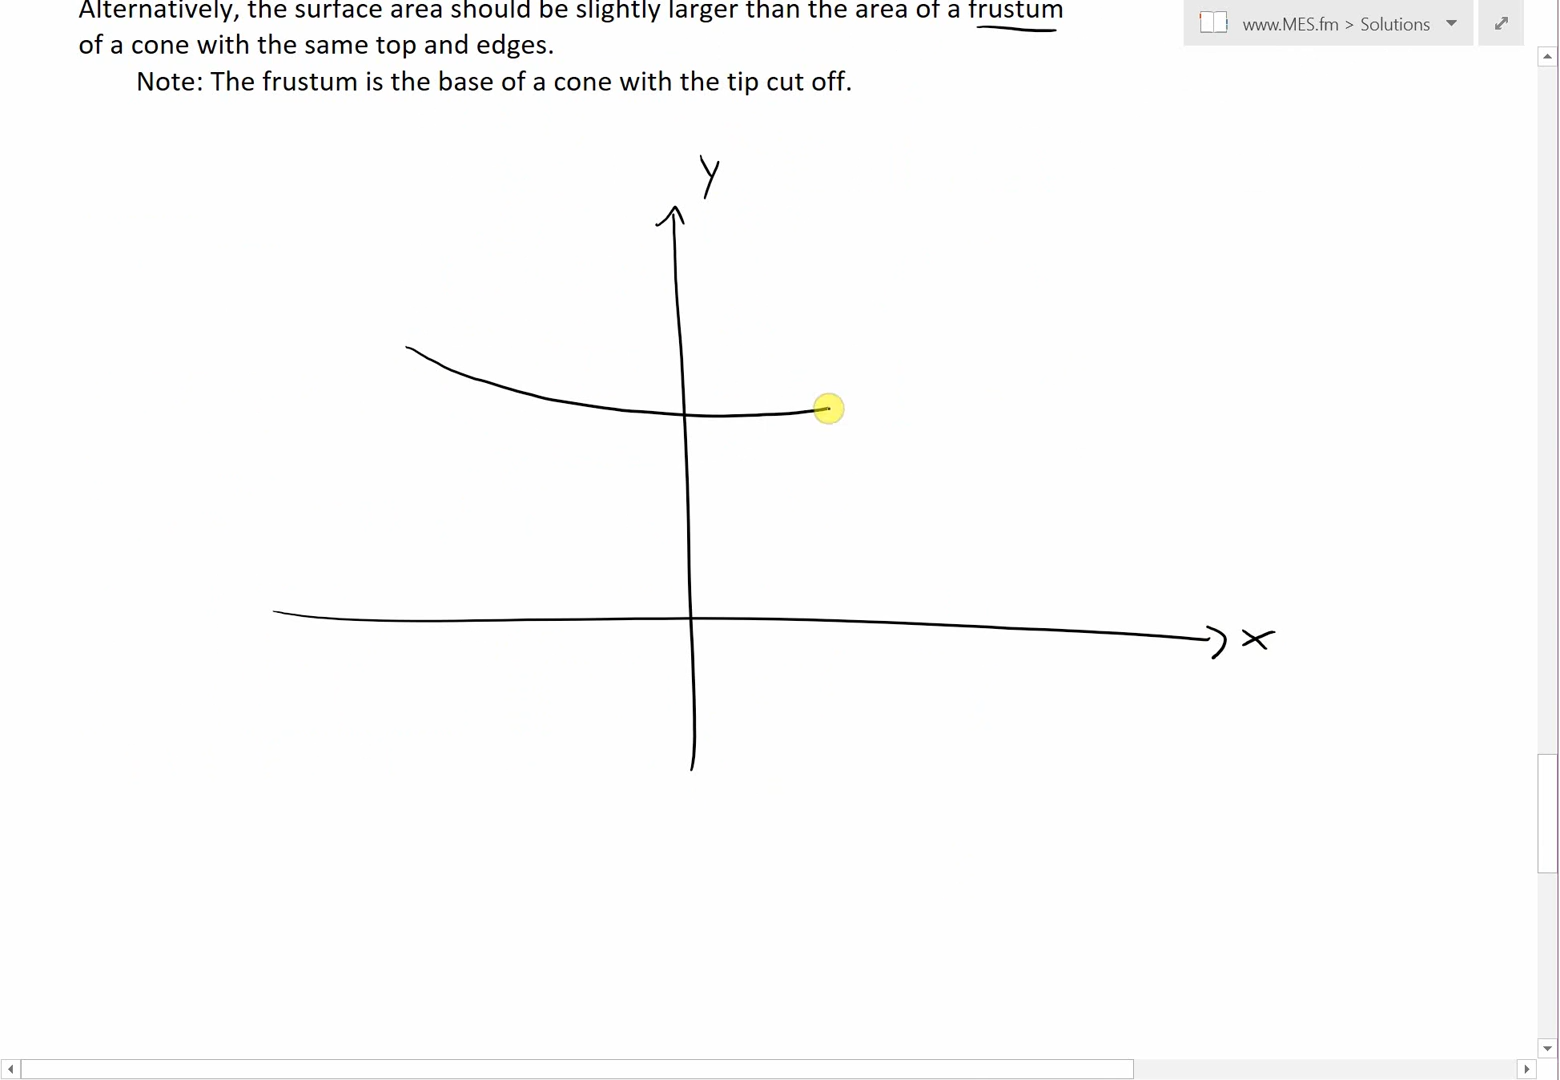 Alternatively, the surface area should be slightly larger than the area of a frustum
www.MES.fm > Solutions
of a cone with the same top and edges.
Note: The frustum is the base of a cone with the tip cut off.
y
x